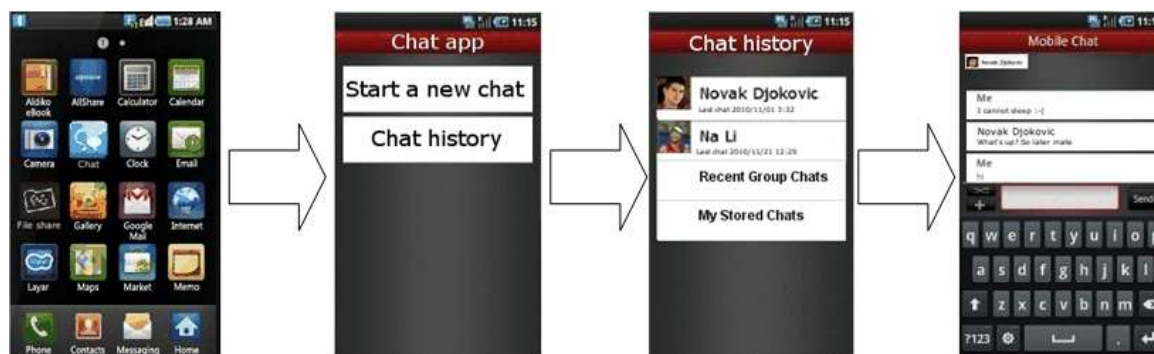 1:28 AM
Aldiko
eBook
AllShare
Calculator
Calendar
Camera
Chat
Clock
Email
File share
Gallery
Google
Mail
Internet
Layar
Maps
Market
Memo
Phone
Contacts
Messaging
Home
11:15
Chat app
Start a new chat
Chat history
11:15
Chat history
Novak Djokovic
Last chat 2010/11/01 3:32
Na Li
Last chat 2010/11/21 12:29
Recent Group Chats
My Stored Chats
11:1
Mobile Chat
Novak Djokovic
Me
I cannot sleep :-(
Novak Djokovic
What's up? So later mate.
Me
hi
Send
q w e r t y u i o p
a s d f g h j k l
z x c v b n m
?123 .